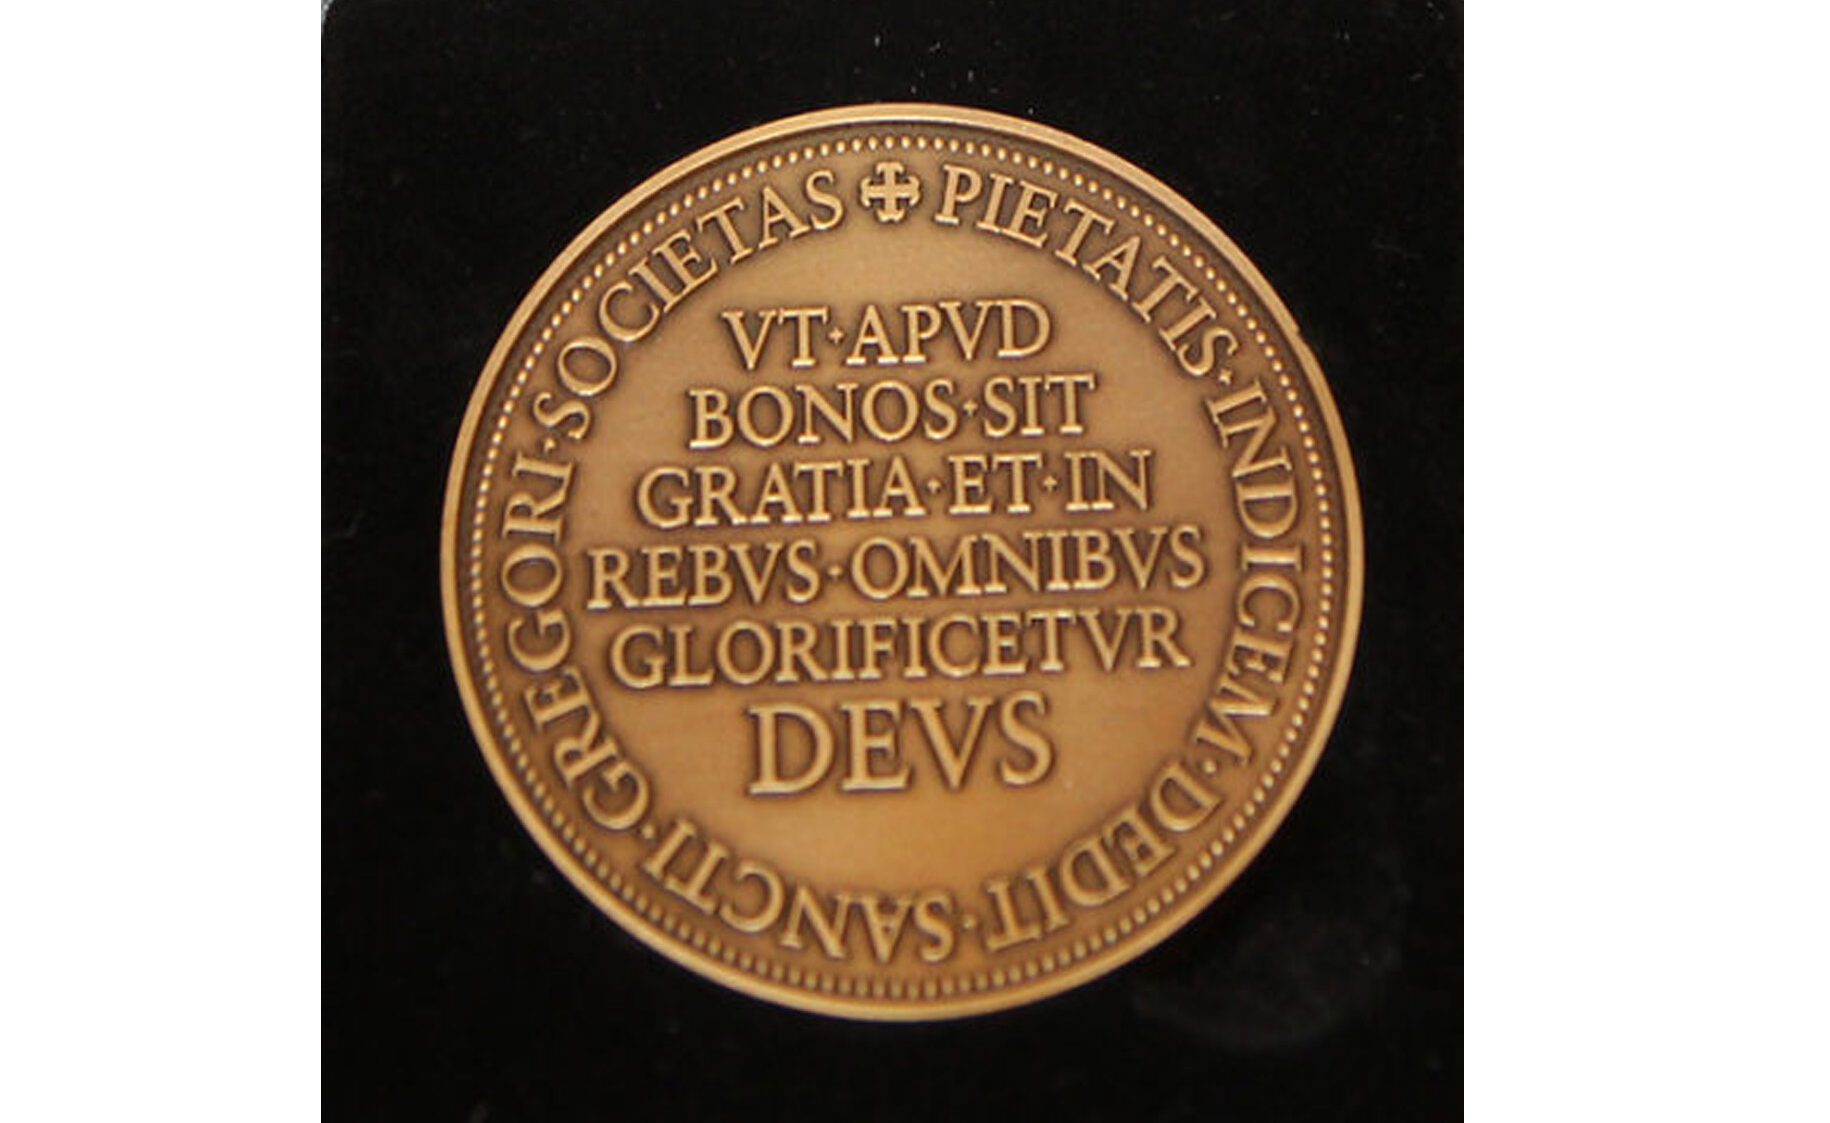 ✠ PIETATIS · INDICEM · DEDIT · SANCTI · GREGORI · SOCIETAS
VT · APVD
BONOS · SIT
GRATIA · ET · IN
REBVS · OMNIBVS
GLORIFICETVR
DEVS